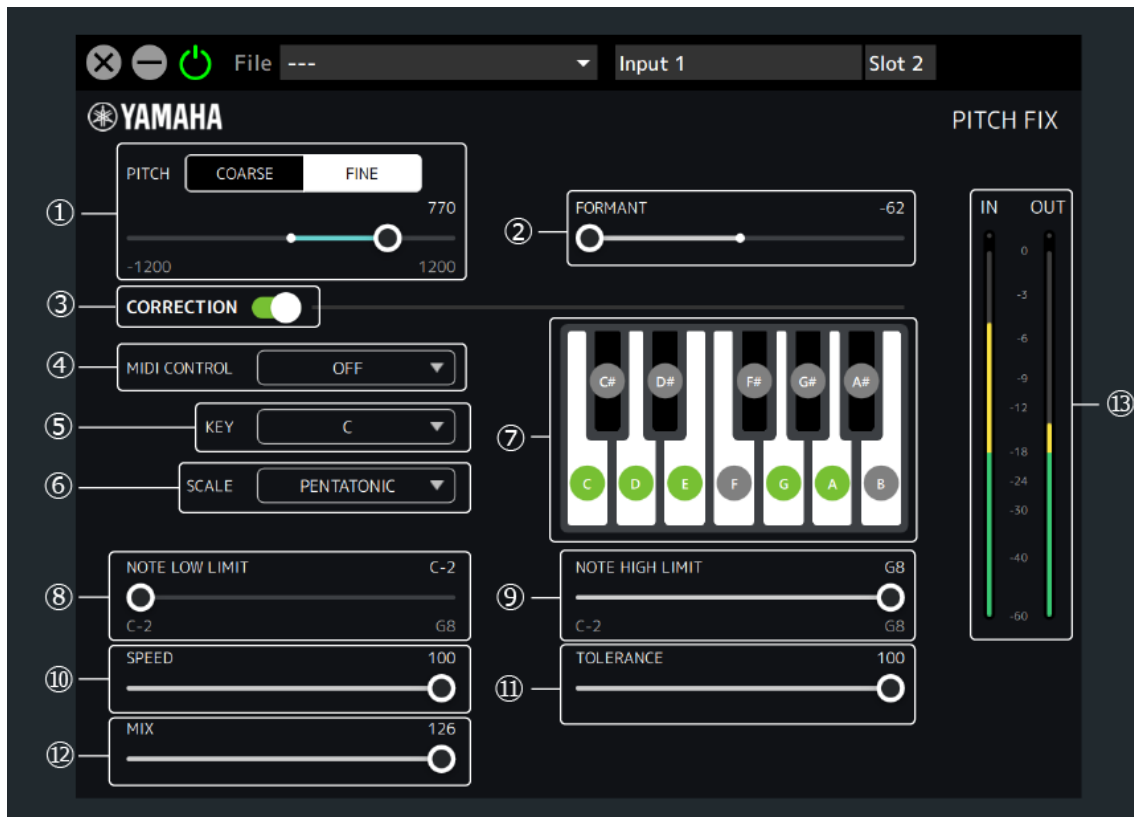 File --- Input 1 Slot 2
YAMAHA
PITCH FIX
PITCH COARSE FINE
770
-1200 1200
①
FORMANT -62
②
③ CORRECTION
④ MIDI CONTROL OFF
⑤ KEY C
⑥ SCALE PENTATONIC
⑦
C# D# F# G# A#
C D E F G A B
NOTE LOW LIMIT C-2
⑧
C-2 G8
NOTE HIGH LIMIT G8
⑨
C-2 G8
SPEED 100
⑩
TOLERANCE 100
⑪
MIX 126
⑫
IN OUT
0
-3
-6
-9
-12
⑬
-18
-24
-30
-40
-60